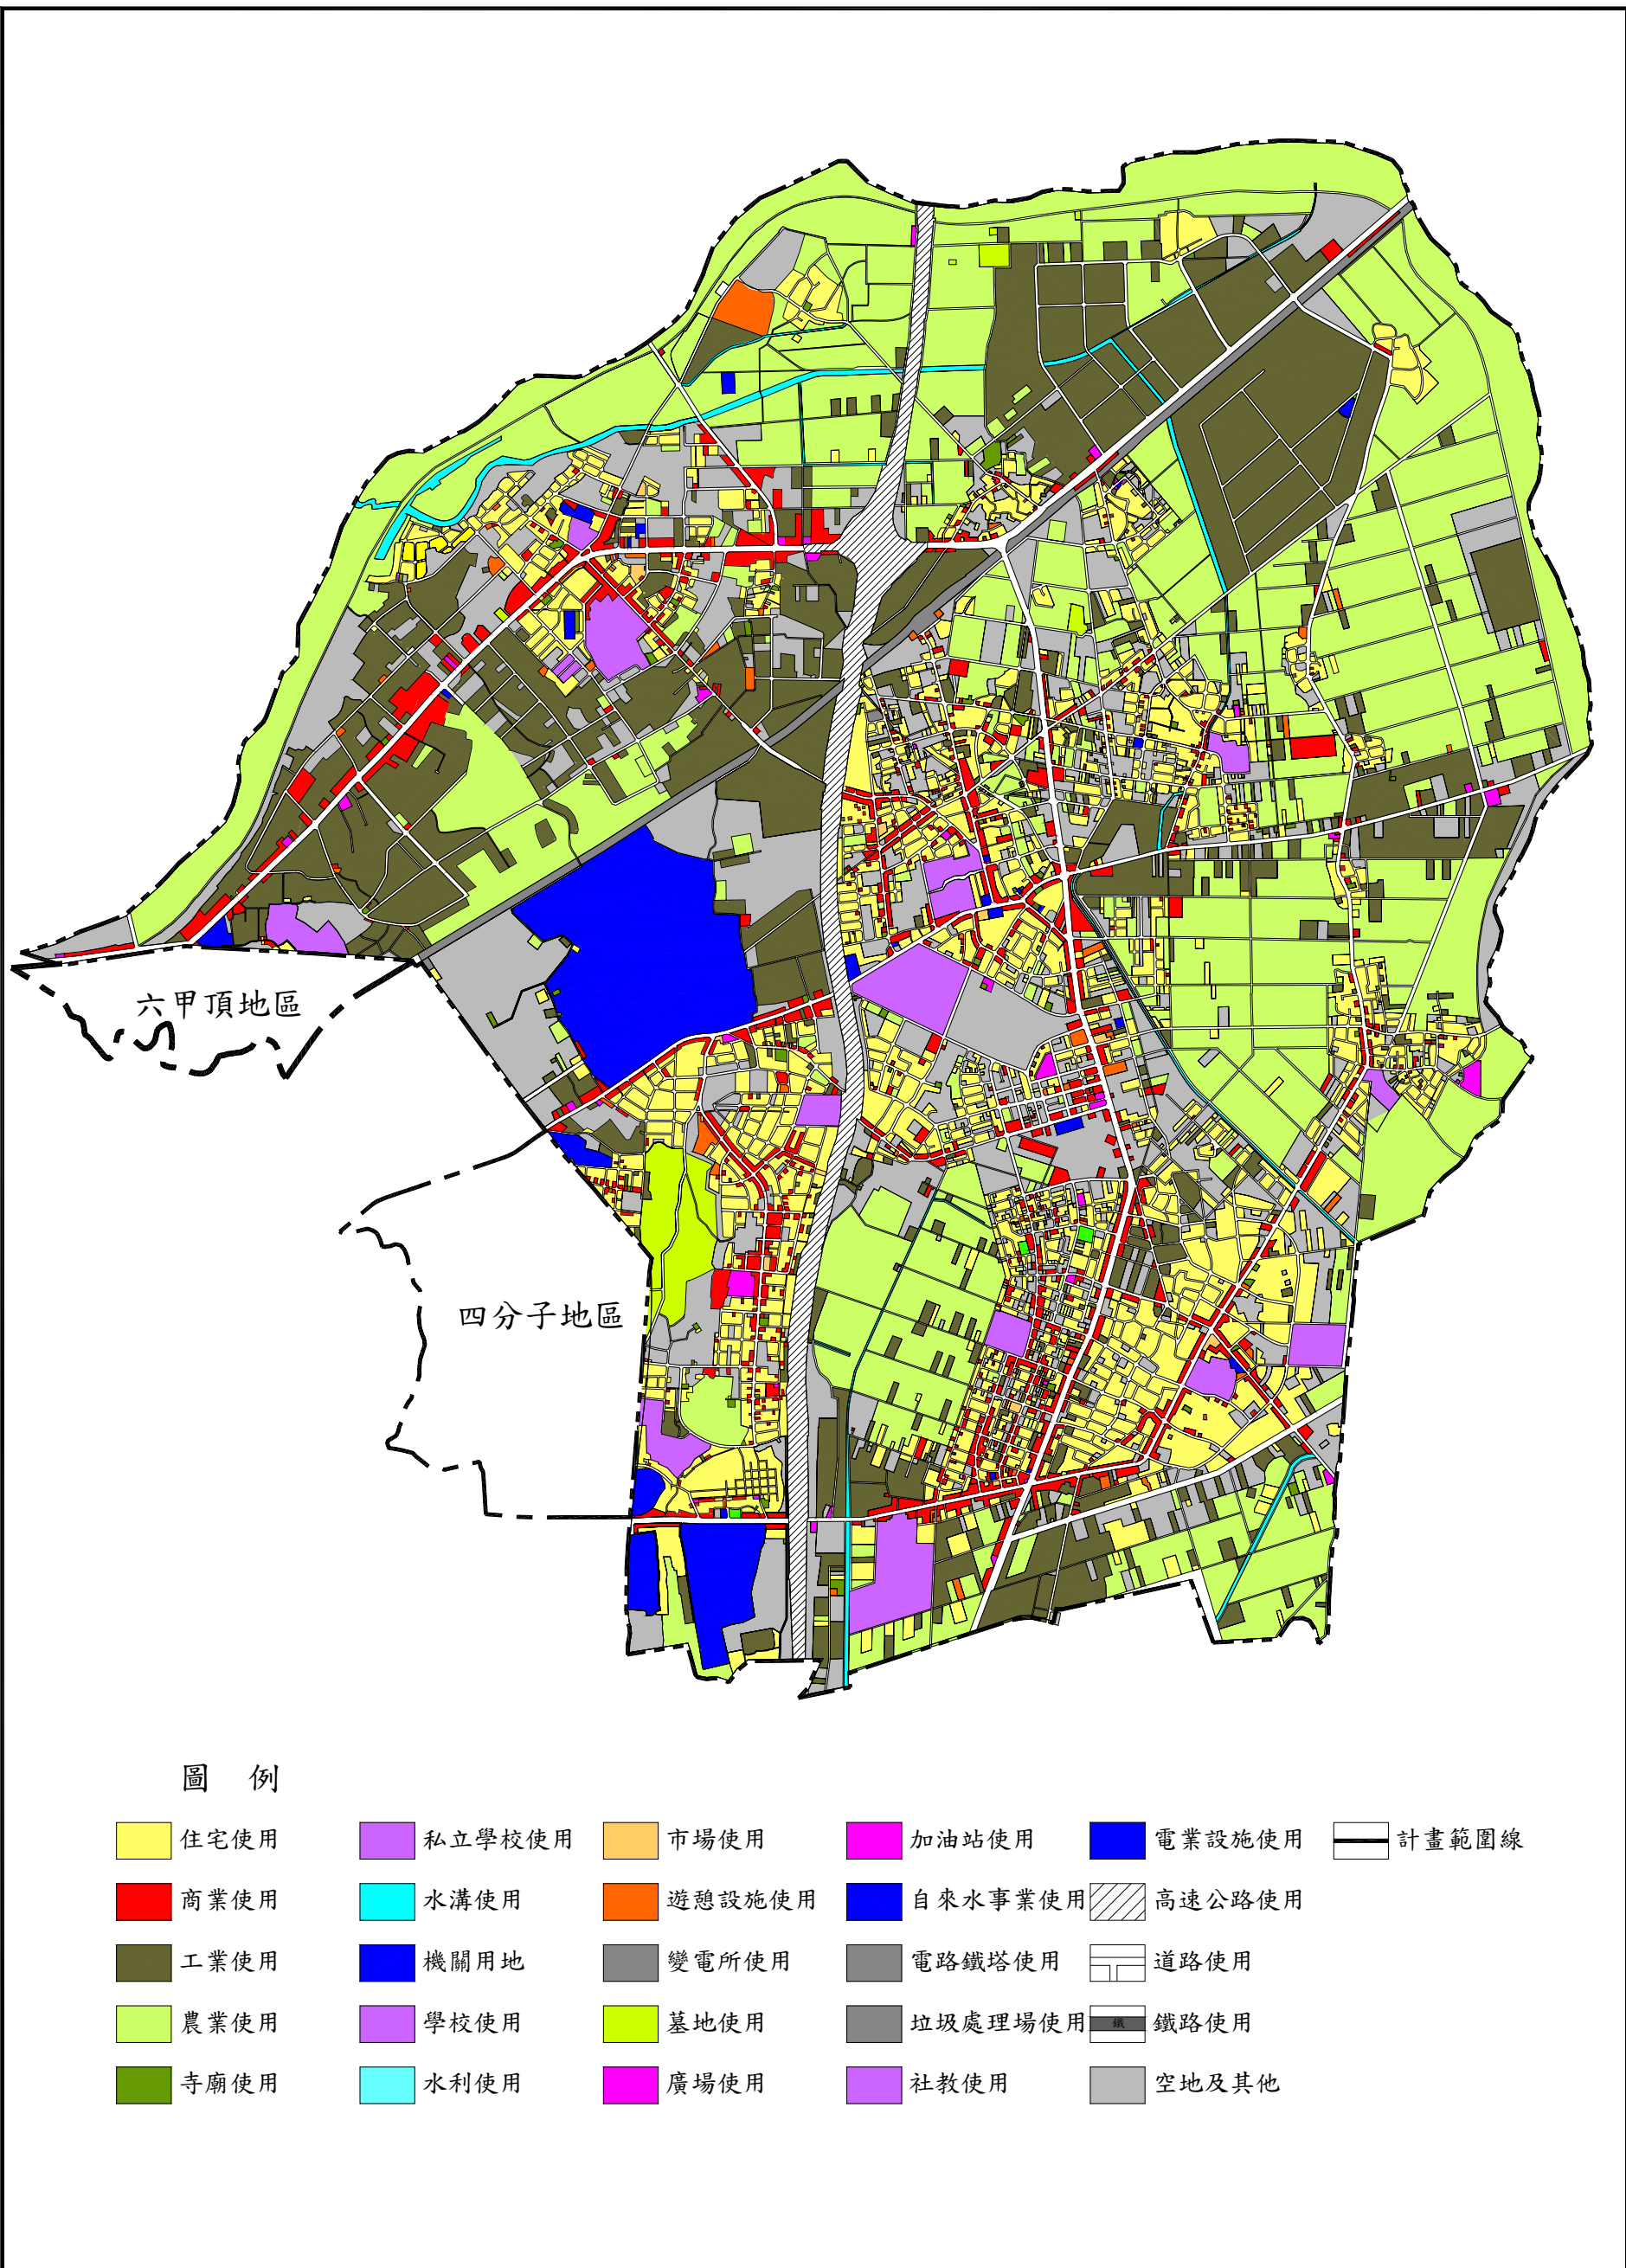 六甲頂地區
四分子地區
圖 例
住宅使用 私立學校使用 市場使用 加油站使用 電業設施使用 計畫範圍線
商業使用 水溝使用 遊憩設施使用 自來水事業使用 高速公路使用
工業使用 機關用地 變電所使用 電路鐵塔使用 道路使用
農業使用 學校使用 墓地使用 垃圾處理場使用 鐵 鐵路使用
寺廟使用 水利使用 廣場使用 社教使用 空地及其他